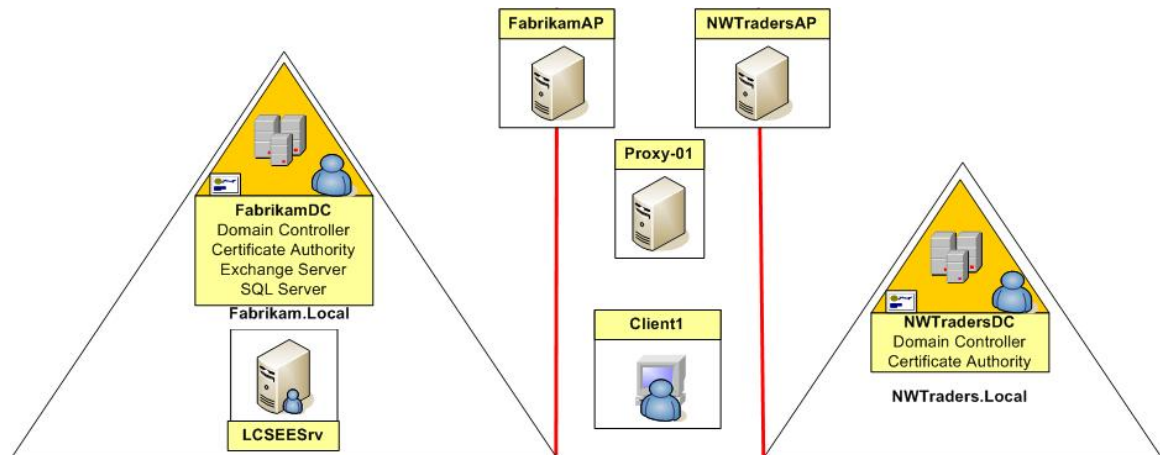 FabrikamAP
NWTradersAP
Proxy-01
FabrikamDC
Domain Controller
Certificate Authority
Exchange Server
SQL Server
Fabrikam.Local
LCSEESrv
Client1
NWTradersDC
Domain Controller
Certificate Authority
NWTraders.Local